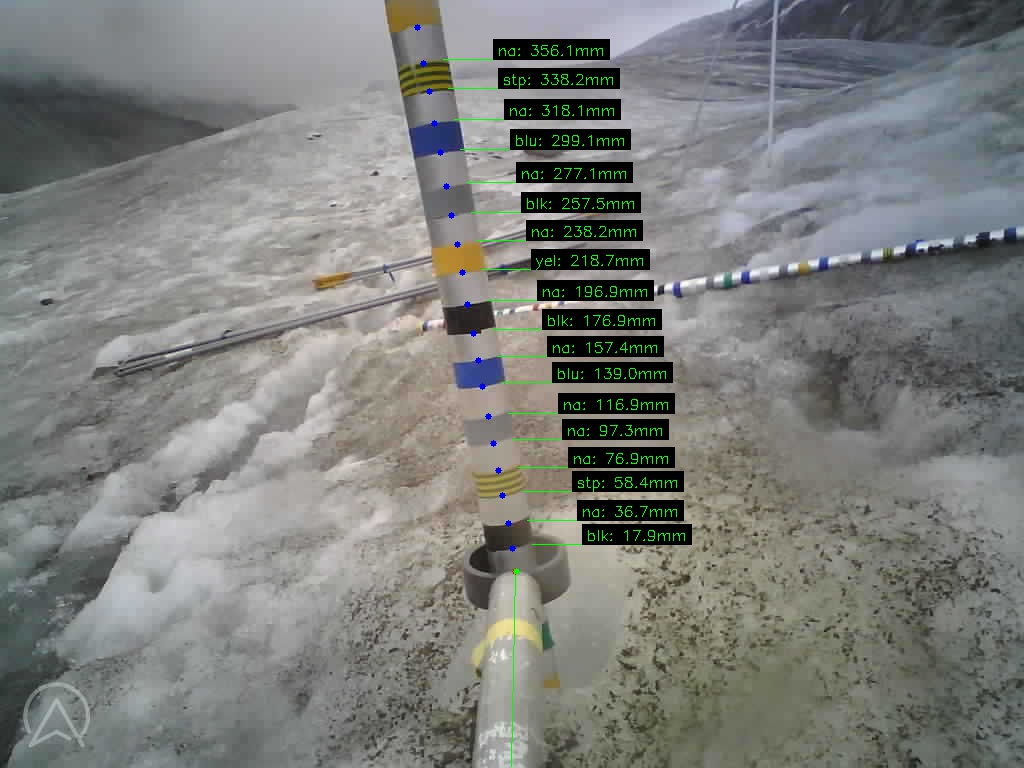 na: 356.1mm
stp: 338.2mm
na: 318.1mm
blu: 299.1mm
na: 277.1mm
blk: 257.5mm
na: 238.2mm
yel: 218.7mm
na: 196.9mm
blk: 176.9mm
na: 157.4mm
blu: 139.0mm
na: 116.9mm
na: 97.3mm
na: 76.9mm
stp: 58.4mm
na: 36.7mm
blk: 17.9mm